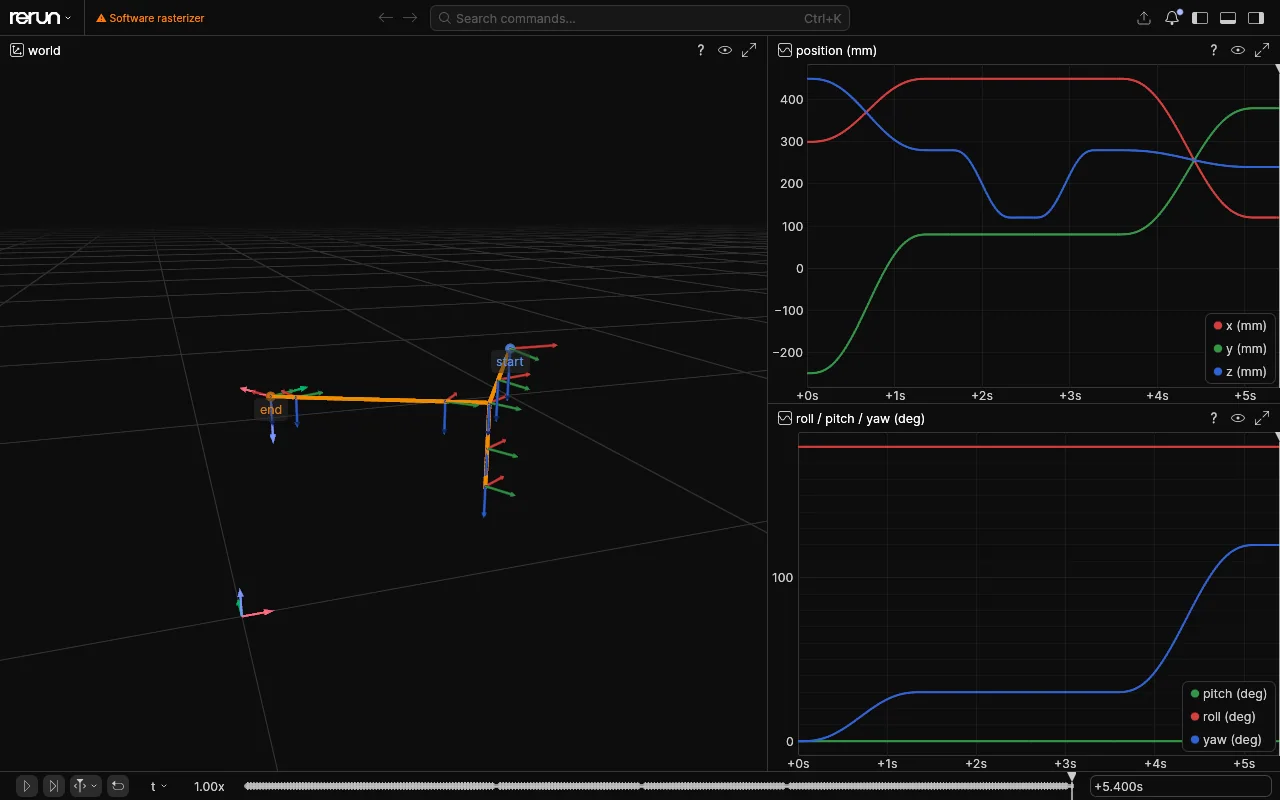 rerun
Software rasterizer
Search commands...
Ctrl+K
world
?
start
end
position (mm)
?
400
300
200
100
0
−100
−200
x (mm)
y (mm)
z (mm)
+0s +1s +2s +3s +4s +5s
roll / pitch / yaw (deg)
?
100
0
pitch (deg)
roll (deg)
yaw (deg)
+0s +1s +2s +3s +4s +5s
t
1.00x
+5.400s